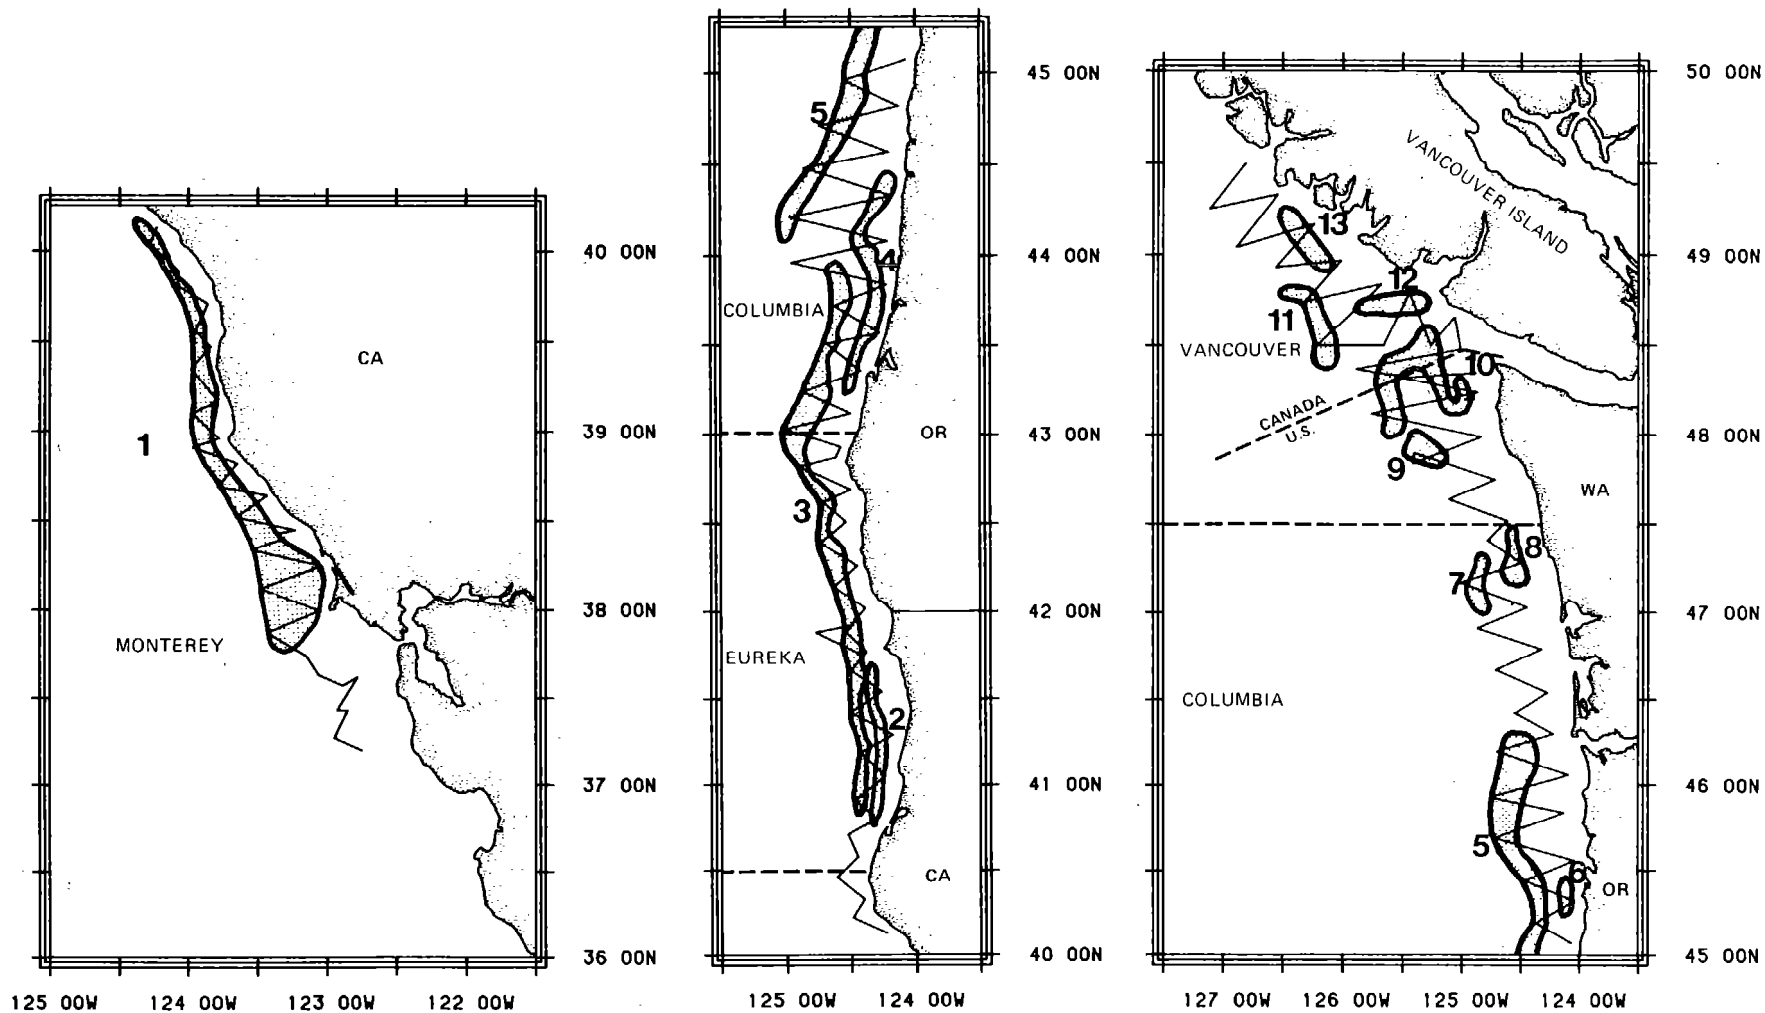 1
CA
MONTEREY
40 00N
39 00N
38 00N
37 00N
36 00N
125 00W
124 00W
123 00W
122 00W
5
4
COLUMBIA
OR
3
EUREKA
2
CA
45 00N
44 00N
43 00N
42 00N
41 00N
40 00N
125 00W
124 00W
VANCOUVER ISLAND
13
12
11
VANCOUVER
10
CANADA
U.S.
9
WA
8
7
COLUMBIA
5
6
OR
50 00N
49 00N
48 00N
47 00N
46 00N
45 00N
127 00W
126 00W
125 00W
124 00W